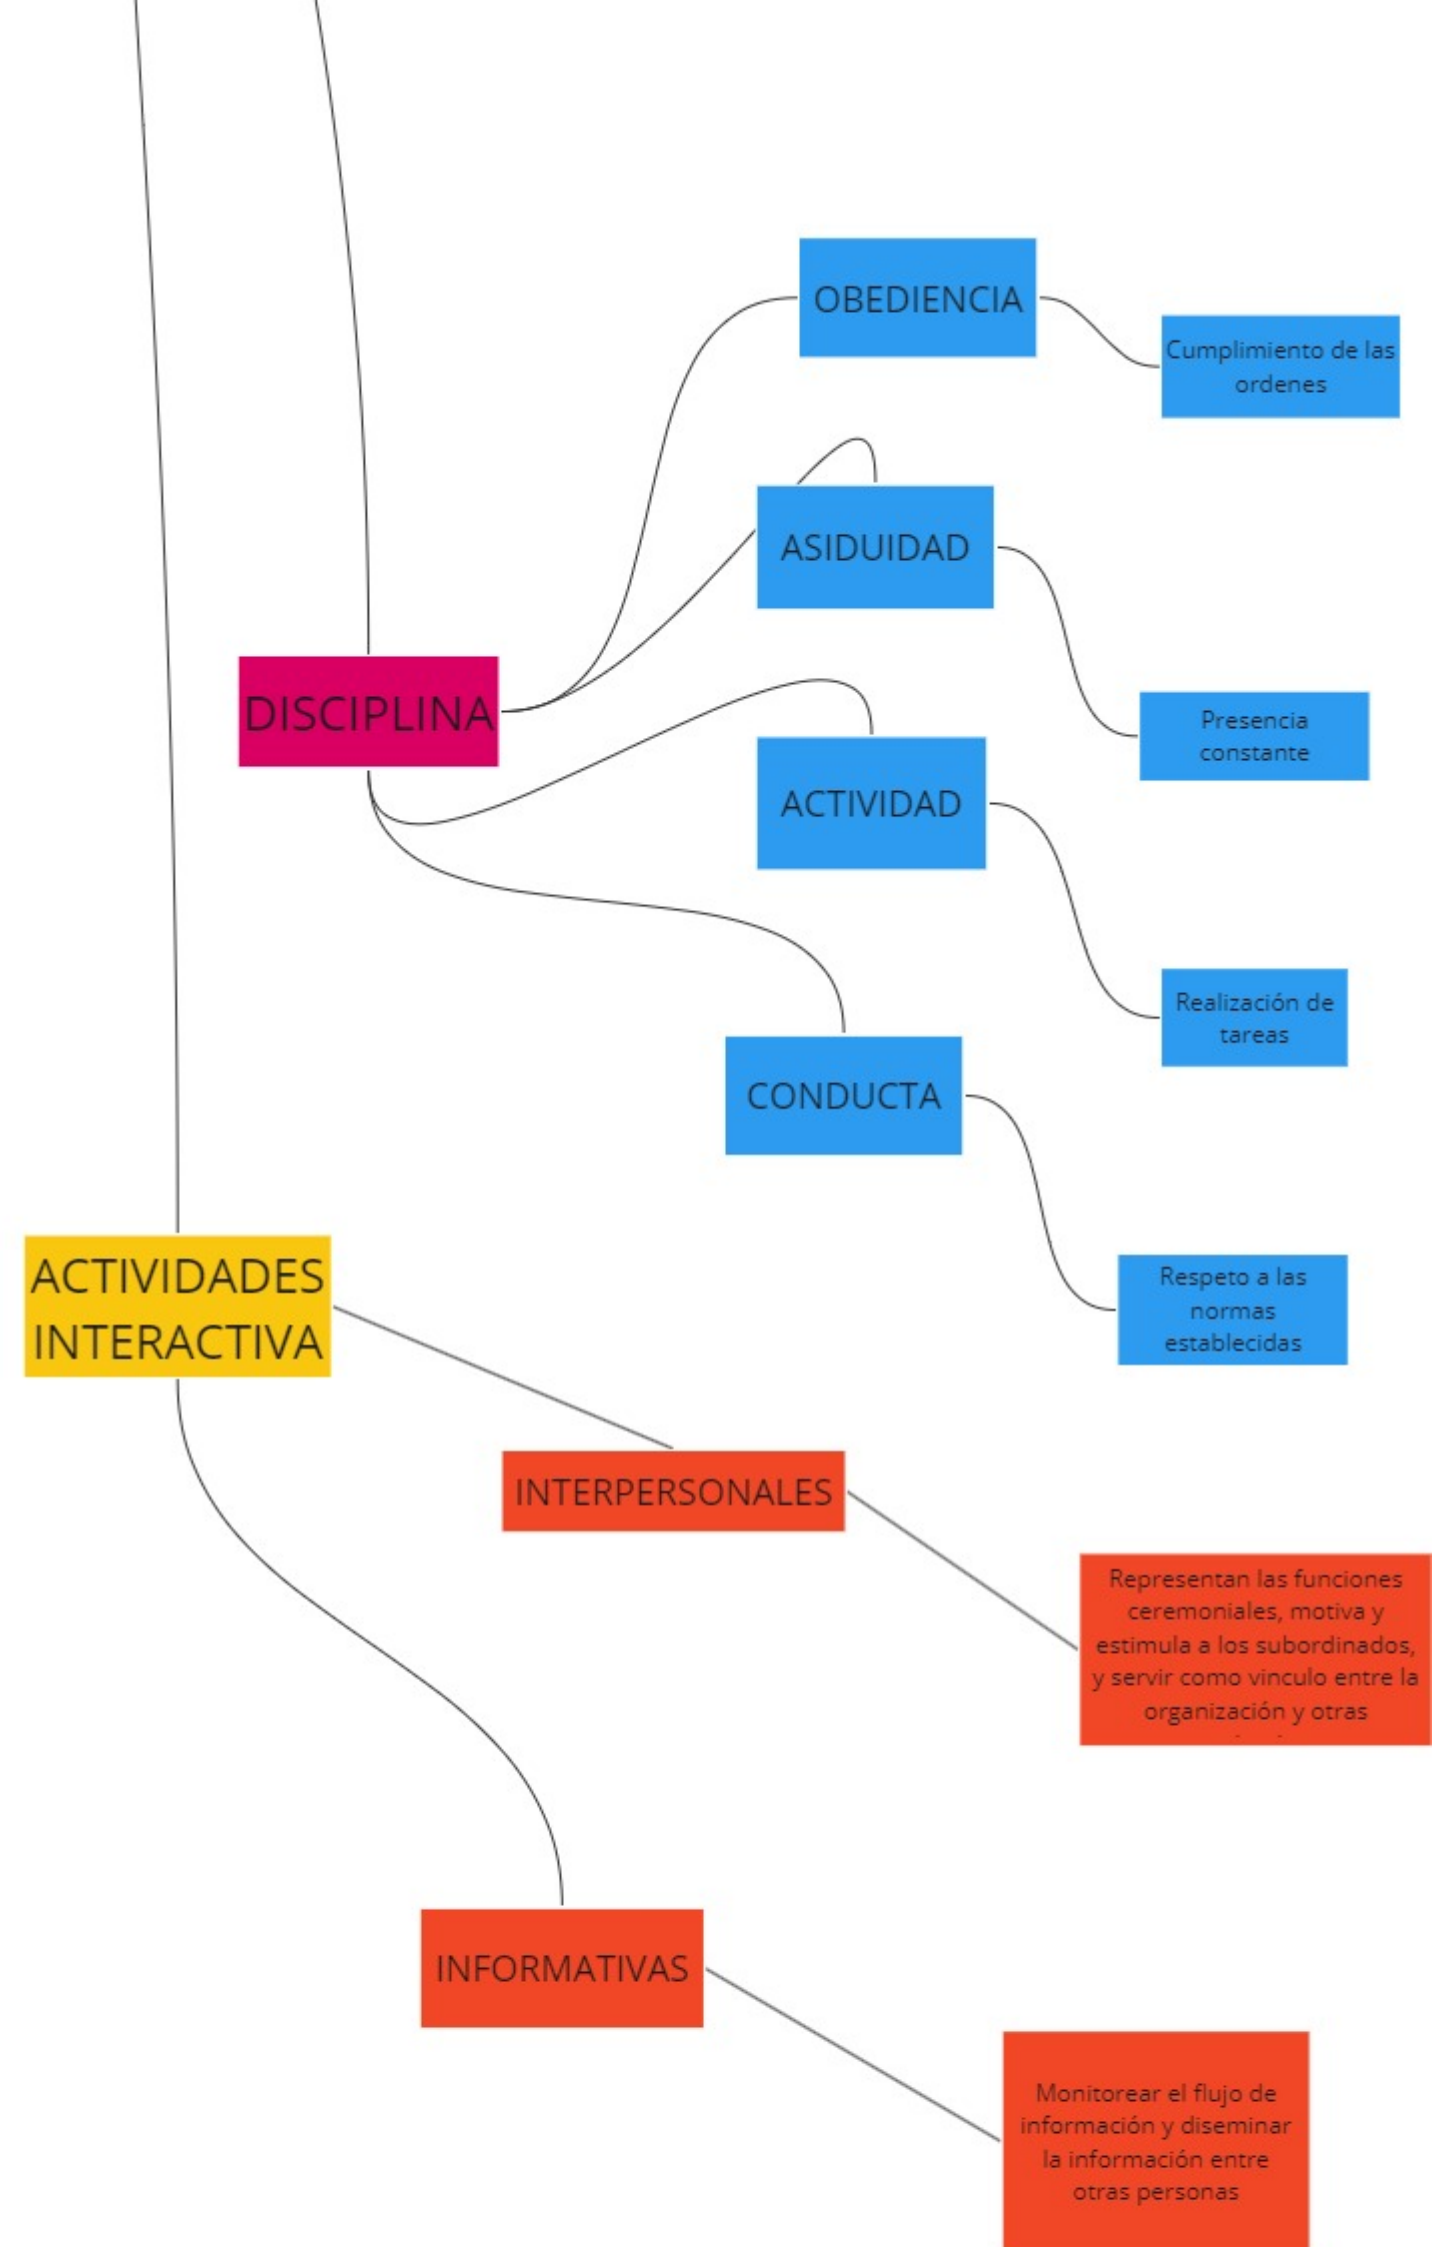 OBEDIENCIA
Cumplimiento de las
ordenes
ASIDUIDAD
Presencia
constante
DISCIPLINA
ACTIVIDAD
Realización de
tareas
CONDUCTA
Respeto a las
normas
establecidas
ACTIVIDADES
INTERACTIVA
INTERPERSONALES
Representan las funciones
ceremoniales, motiva y
estimula a los subordinados,
y servir como vinculo entre la
organización y otras
INFORMATIVAS
Monitorear el flujo de
información y diseminar
la información entre
otras personas